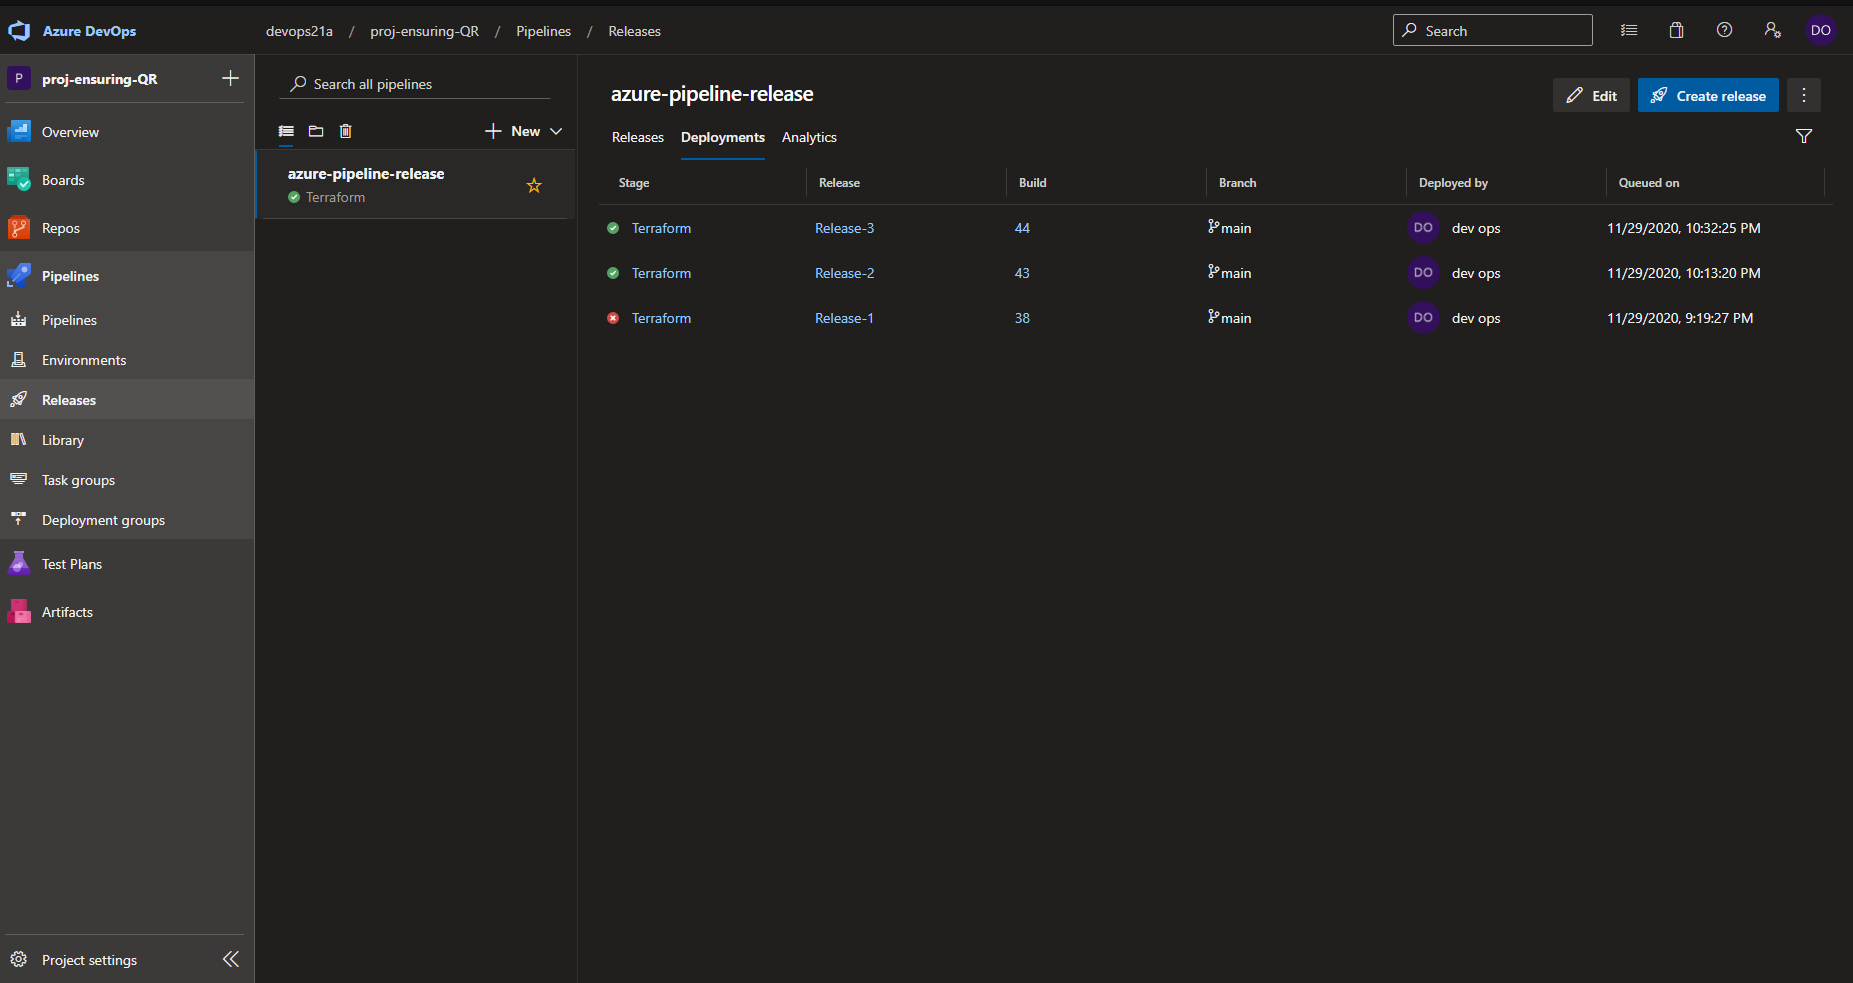 Azure DevOps
devops21a / proj-ensuring-QR / Pipelines / Releases
Search
DO
P proj-ensuring-QR
Overview
Boards
Repos
Pipelines
Pipelines
Environments
Releases
Library
Task groups
Deployment groups
Test Plans
Artifacts
Project settings
Search all pipelines
New
azure-pipeline-release
Terraform
azure-pipeline-release
Edit
Create release
Releases Deployments Analytics
Stage Release Build Branch Deployed by Queued on
Terraform Release-3 44 main DO dev ops 11/29/2020, 10:32:25 PM
Terraform Release-2 43 main DO dev ops 11/29/2020, 10:13:20 PM
Terraform Release-1 38 main DO dev ops 11/29/2020, 9:19:27 PM